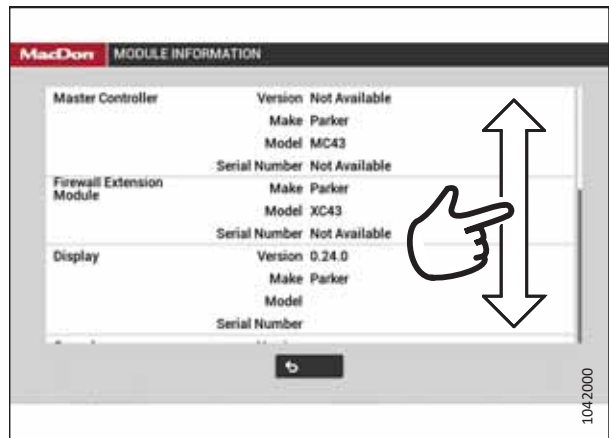 MacDon MODULE INFORMATION
Master Controller Version Not Available
Make Parker
Model MC43
Serial Number Not Available
Firewall Extension
Module
Make Parker
Model XC43
Serial Number Not Available
Display Version 0.24.0
Make Parker
Model
Serial Number
1042000